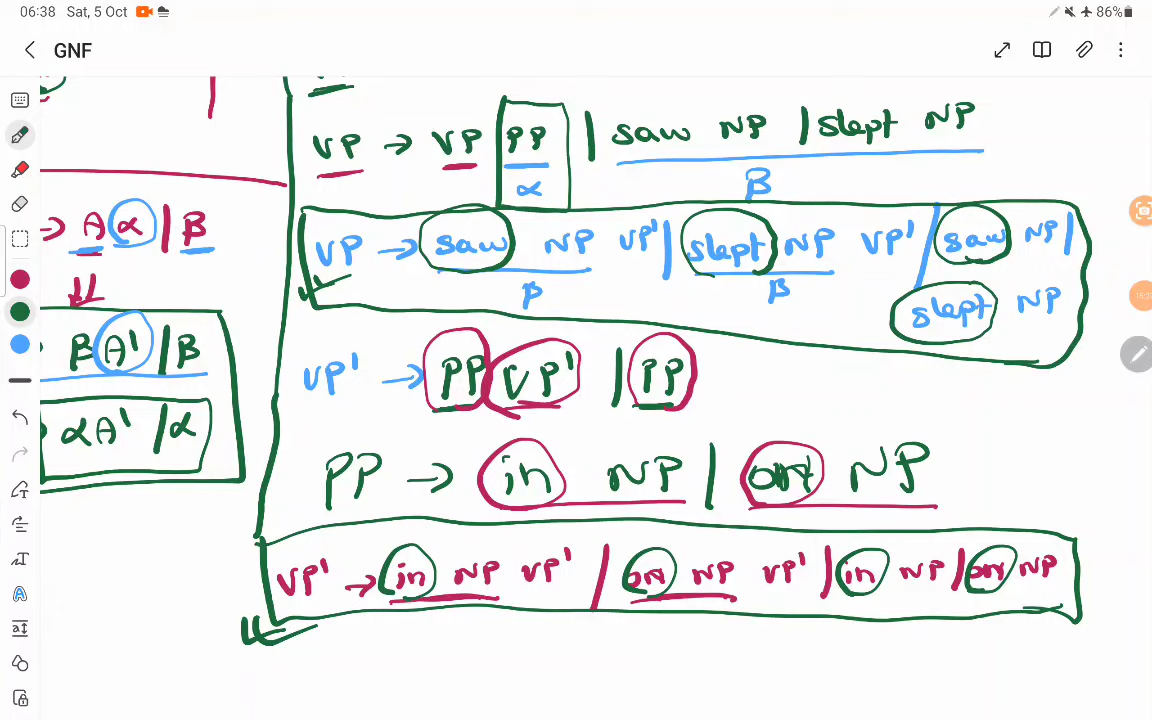 06:38 Sat, 5 Oct 86%
GNF
VP → VP PP | saw NP | slept NP
α β
→ A α | β
VP → saw NP VP' | slept NP VP' / saw NP |
β β
slept NP
β A' | β
VP' → PP VP' | PP
α A' | α
PP → in NP | on NP
VP' → in NP VP' / on NP VP' | in NP | on NP